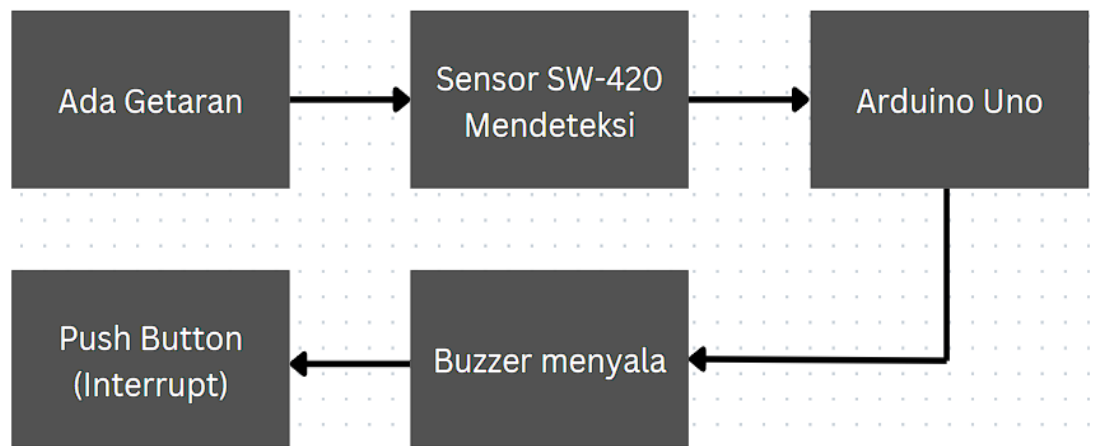 Ada Getaran
Sensor SW-420
Mendeteksi
Arduino Uno
Buzzer menyala
Push Button
(Interrupt)